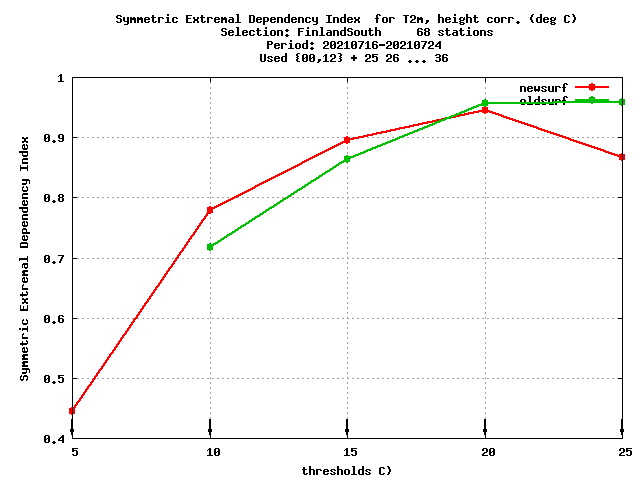 Symmetric Extremal Dependency Index  for T2m, height corr. (deg C)
Selection: FinlandSouth     68 stations
Period: 20210716-20210724
Used {00,12} + 25 26 ... 36
newsurf
oldsurf
1
0.9
0.8
0.7
0.6
0.5
0.4
Symmetric Extremal Dependency Index
5 10 15 20 25
thresholds C)